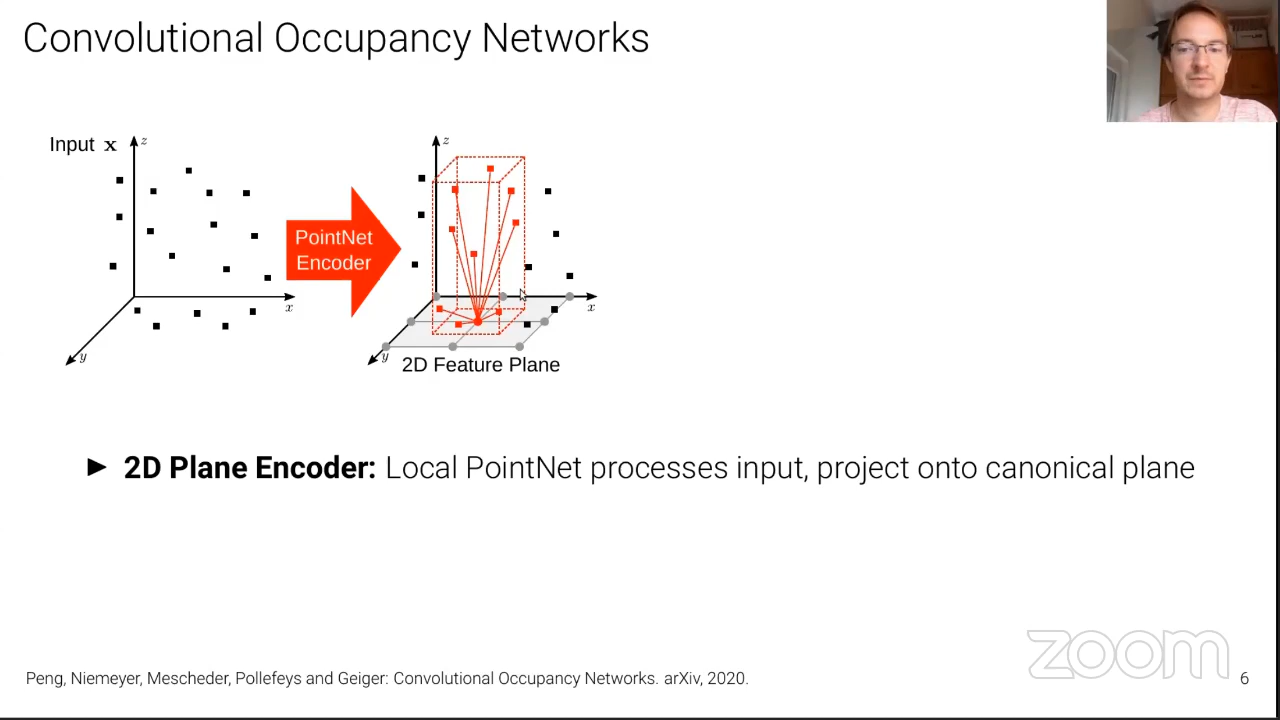 Convolutional Occupancy Networks
Input x
z
x
y
PointNet
Encoder
z
x
y
2D Feature Plane
► 2D Plane Encoder: Local PointNet processes input, project onto canonical plane
zoom
Peng, Niemeyer, Mescheder, Pollefeys and Geiger: Convolutional Occupancy Networks. arXiv, 2020.
6